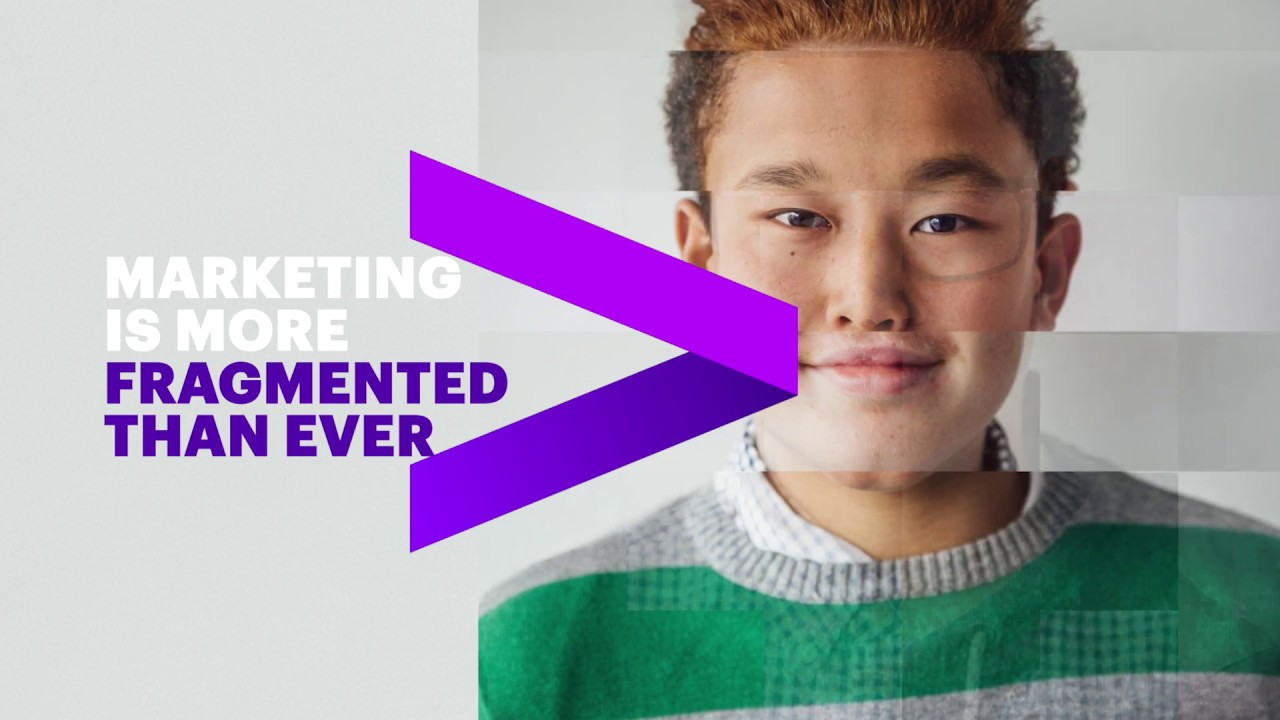 MARKETING
IS MORE
FRAGMENTED
THAN EVER